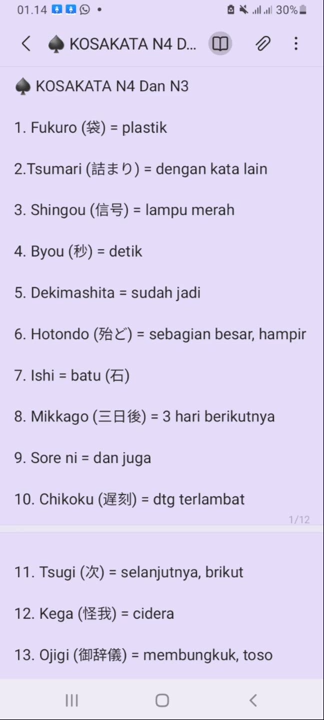 01.14 30%
♠ KOSAKATA N4 D...
♠ KOSAKATA N4 Dan N3
1. Fukuro (袋) = plastik
2.Tsumari (詰まり) = dengan kata lain
3. Shingou (信号) = lampu merah
4. Byou (秒) = detik
5. Dekimashita = sudah jadi
6. Hotondo (殆ど) = sebagian besar, hampir
7. Ishi = batu (石)
8. Mikkago (三日後) = 3 hari berikutnya
9. Sore ni = dan juga
10. Chikoku (遅刻) = dtg terlambat
1/12
11. Tsugi (次) = selanjutnya, brikut
12. Kega (怪我) = cidera
13. Ojigi (御辞儀) = membungkuk, toso